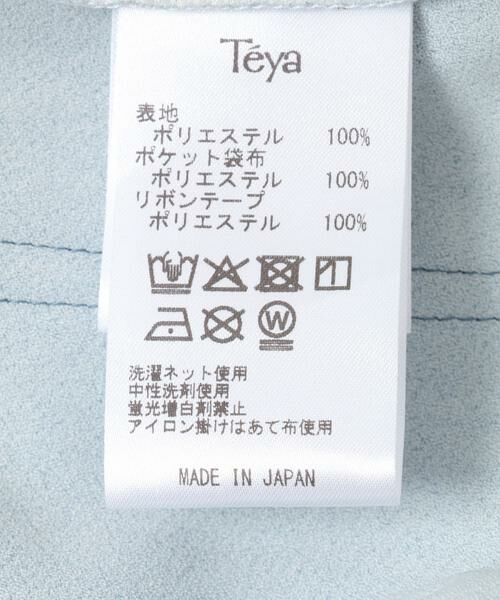 Téya
表地
ポリエステル 100%
ポケット袋布
ポリエステル 100%
リボンテープ
ポリエステル 100%
W
洗濯ネット使用
中性洗剤使用
蛍光増白剤禁止
アイロン掛けはあて布使用
MADE IN JAPAN